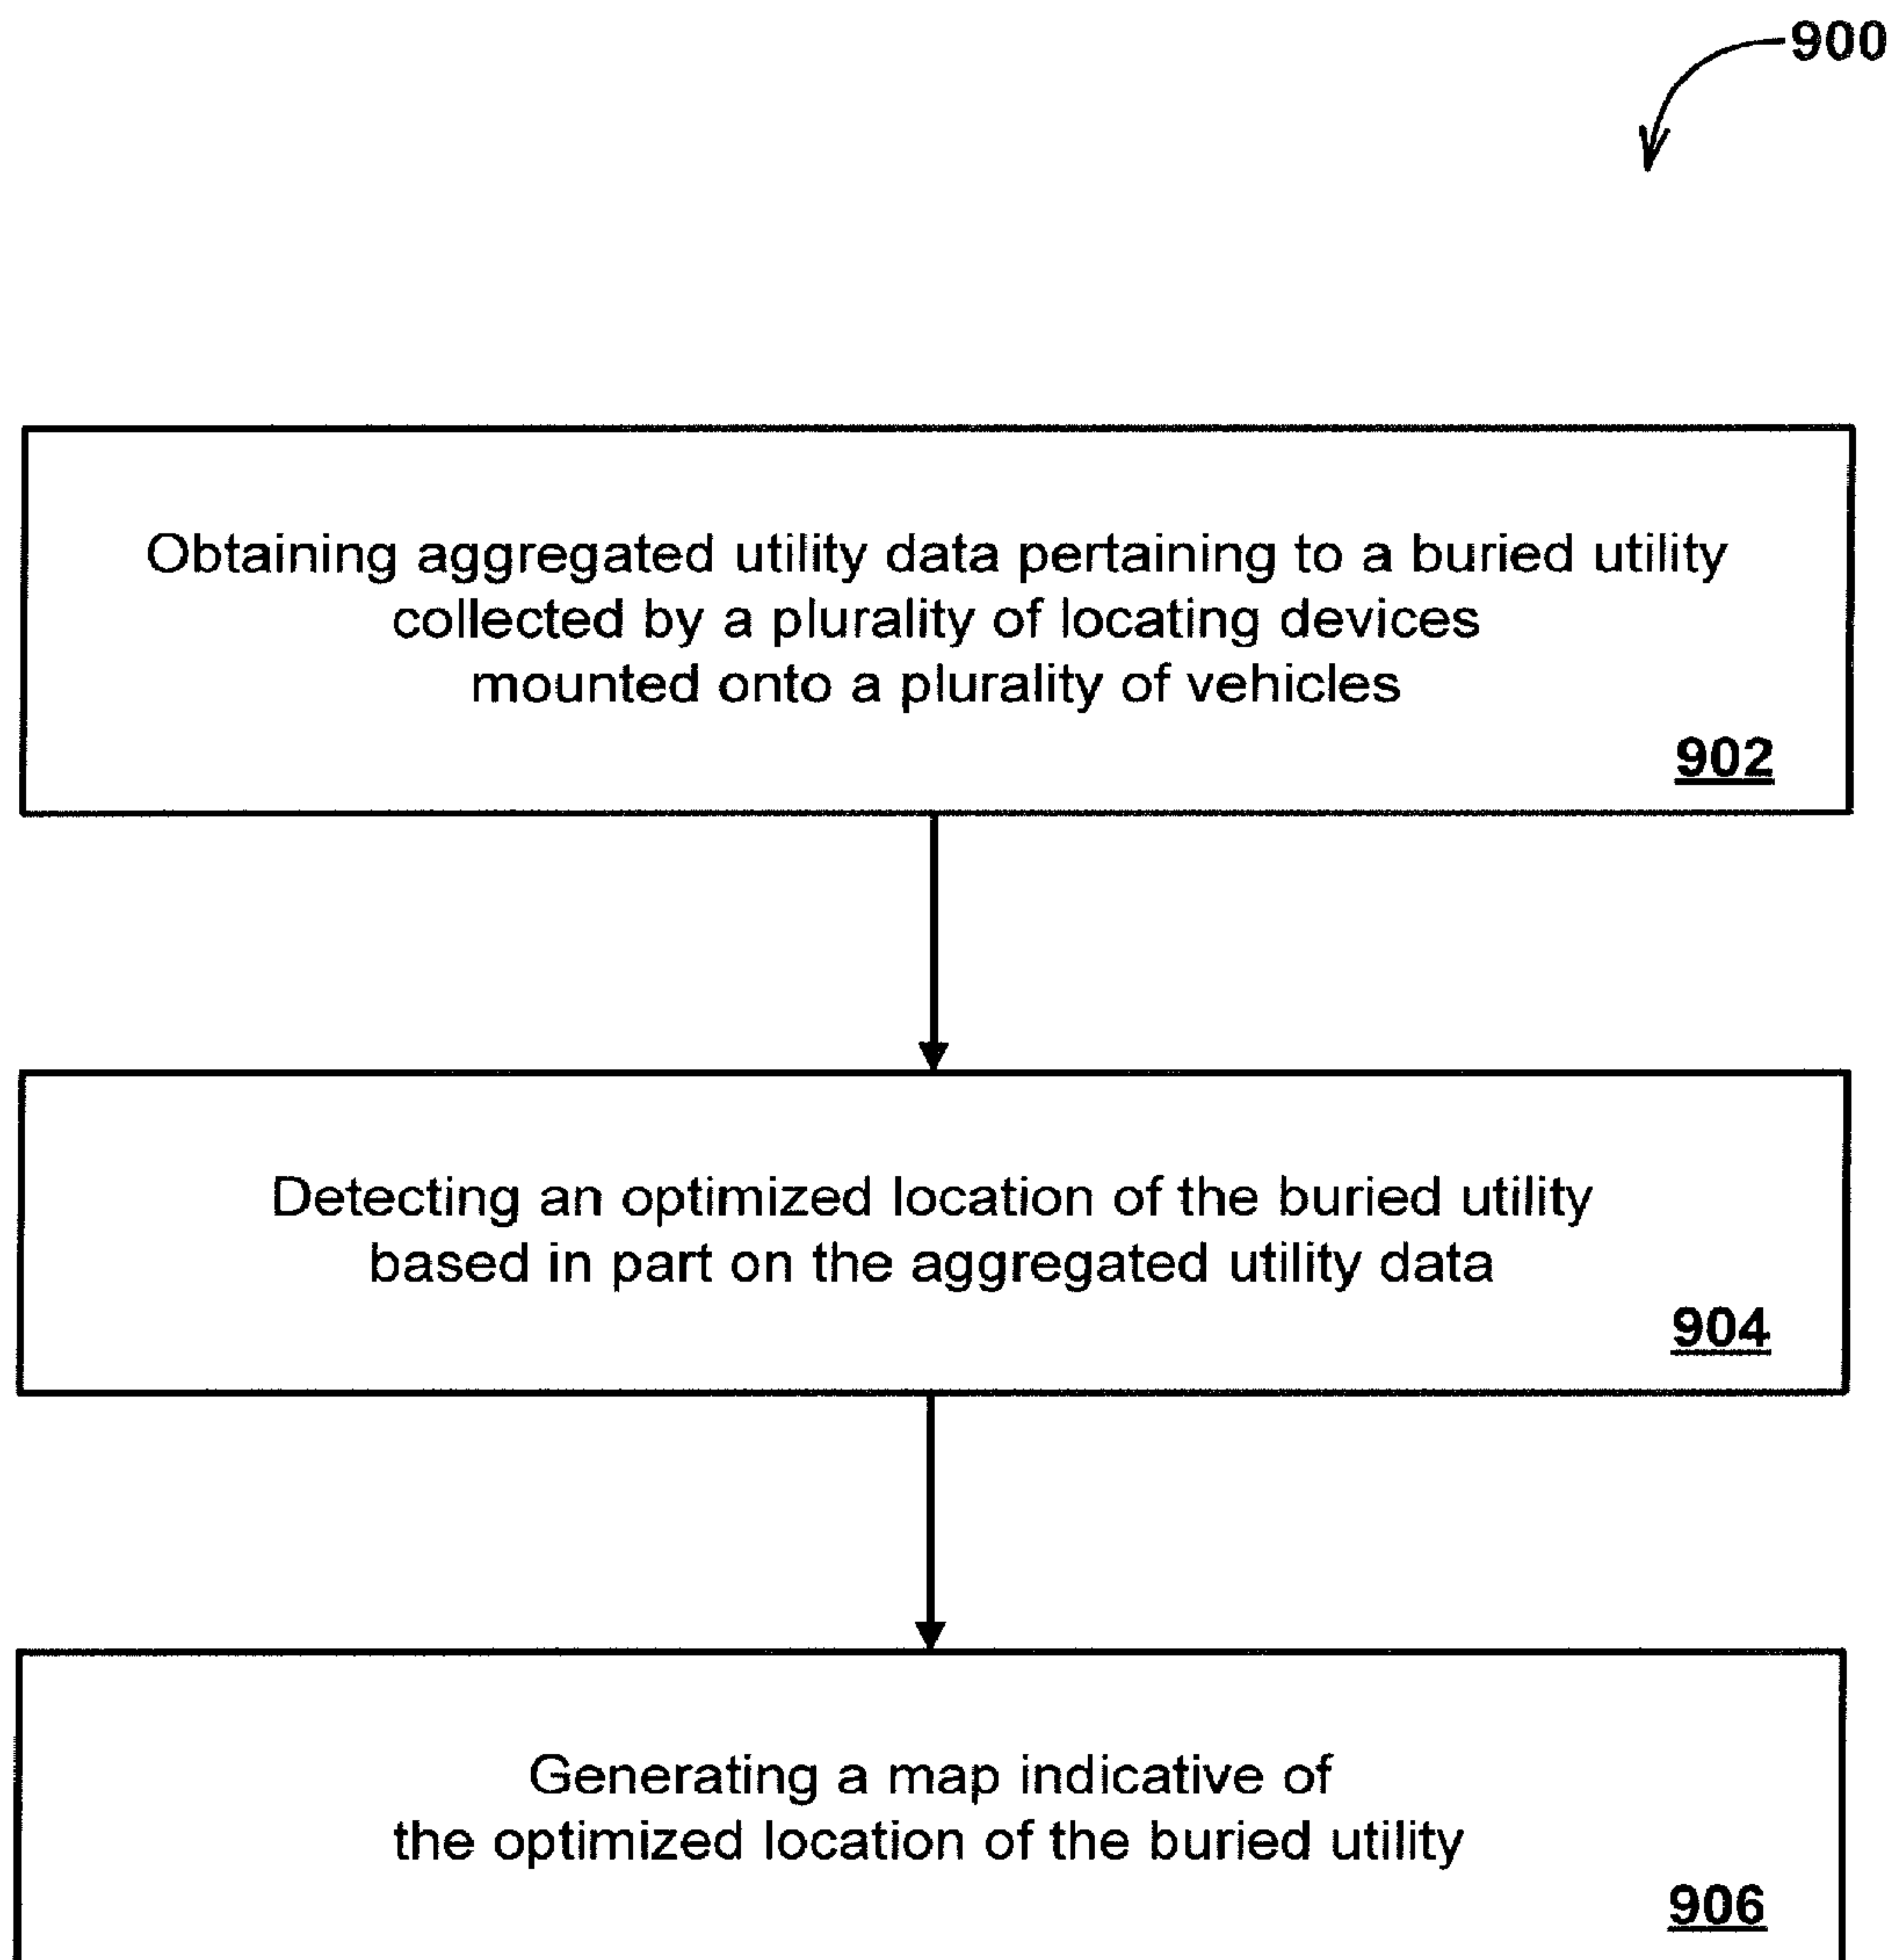 900
Obtaining aggregated utility data pertaining to a buried utility
collected by a plurality of locating devices
mounted onto a plurality of vehicles
902
Detecting an optimized location of the buried utility
based in part on the aggregated utility data
904
Generating a map indicative of
the optimized location of the buried utility
906